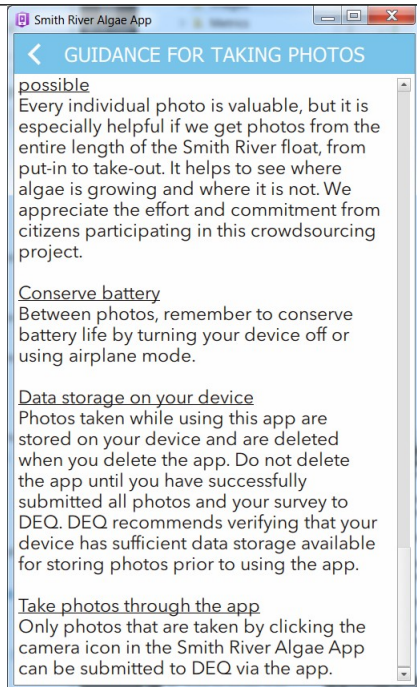 Smith River Algae App
GUIDANCE FOR TAKING PHOTOS
possible
Every individual photo is valuable, but it is
especially helpful if we get photos from the
entire length of the Smith River float, from
put-in to take-out. It helps to see where
algae is growing and where it is not. We
appreciate the effort and commitment from
citizens participating in this crowdsourcing
project.
Conserve battery
Between photos, remember to conserve
battery life by turning your device off or
using airplane mode.
Data storage on your device
Photos taken while using this app are
stored on your device and are deleted
when you delete the app. Do not delete
the app until you have successfully
submitted all photos and your survey to
DEQ. DEQ recommends verifying that your
device has sufficient data storage available
for storing photos prior to using the app.
Take photos through the app
Only photos that are taken by clicking the
camera icon in the Smith River Algae App
can be submitted to DEQ via the app.